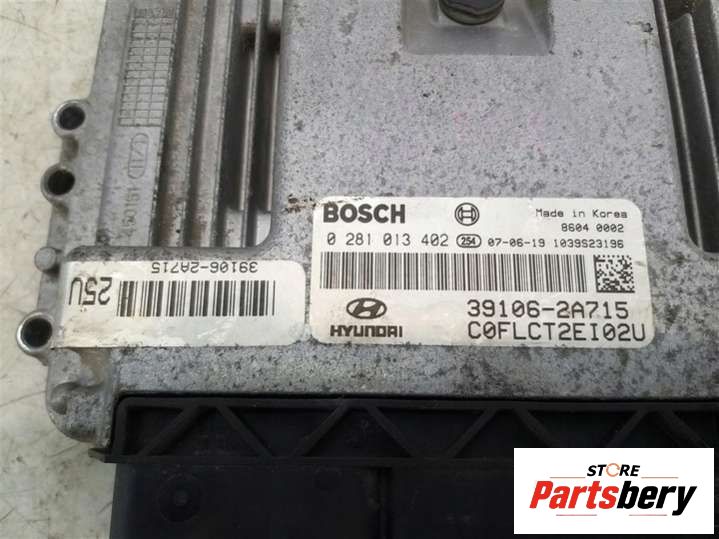 BOSCH
Made in Korea
8604 0002
0 281 013 402 254 07-06-19 1039S23196
39106-2A715
HYUNDAI
C0FLCT2EI02U
39106-2A715
25U
STORE
Partsbery